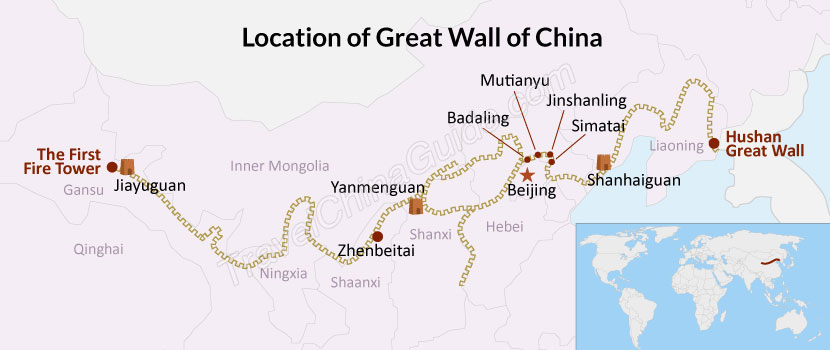 Location of Great Wall of China
Mutianyu
Jinshanling
Badaling
Simatai
The First
Fire Tower
Hushan
Great Wall
Liaoning
Inner Mongolia
Gansu
Jiayuguan
Yanmenguan
Beijing
Shanhaiguan
Hebei
Shanxi
Qinghai
Zhenbeitai
Ningxia
Shaanxi
TravelChinaGuide.com